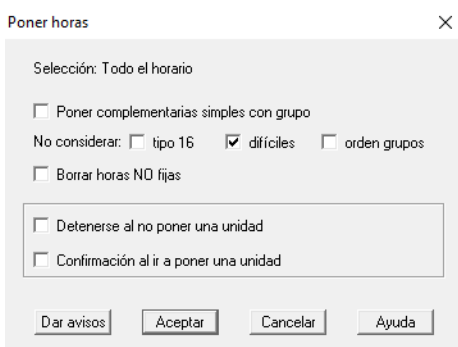 Poner horas
Selección: Todo el horario
Poner complementarias simples con grupo
No considerar: tipo 16 difíciles orden grupos
Borrar horas NO fijas
Detenerse al no poner una unidad
Confirmación al ir a poner una unidad
Dar avisos Aceptar Cancelar Ayuda